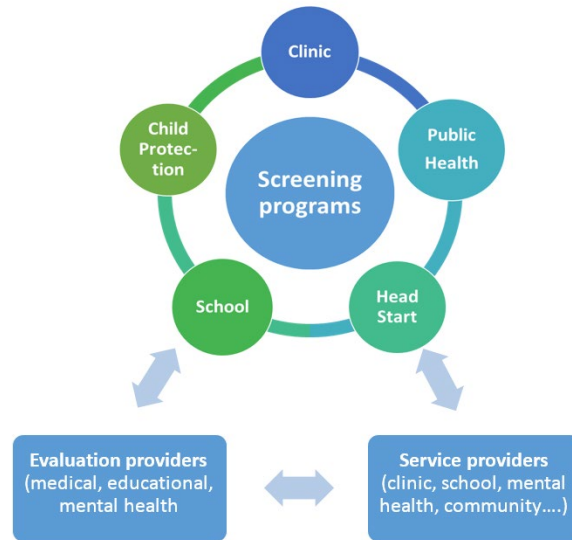 Clinic
Child
Protec-
tion
Public
Health
Screening
programs
School
Head
Start
Evaluation providers
(medical, educational,
mental health
Service providers
(clinic, school, mental
health, community....)